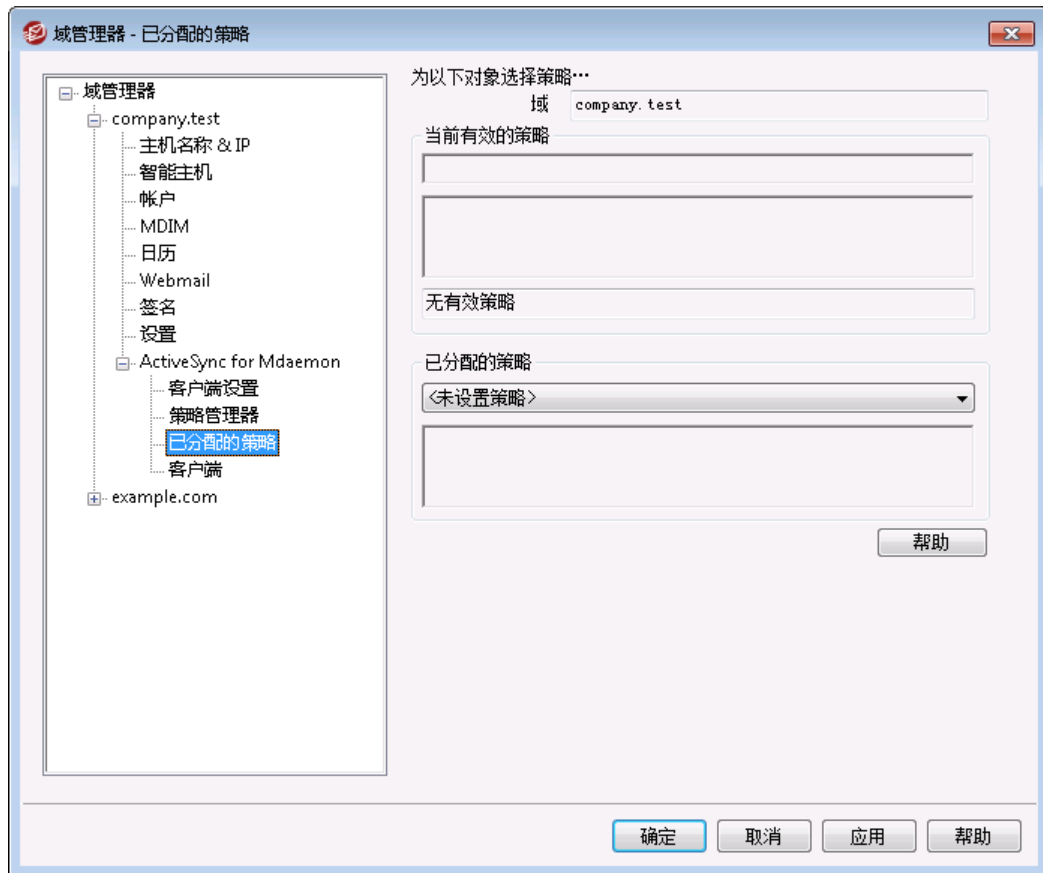 域管理器 - 已分配的策略
域管理器
company.test
主机名称 & IP
智能主机
帐户
MDIM
日历
Webmail
签名
设置
ActiveSync for Mdaemon
客户端设置
策略管理器
已分配的策略
客户端
example.com
为以下对象选择策略…
域 company.test
当前有效的策略
无有效策略
已分配的策略
<未设置策略>
帮助
确定 取消 应用 帮助